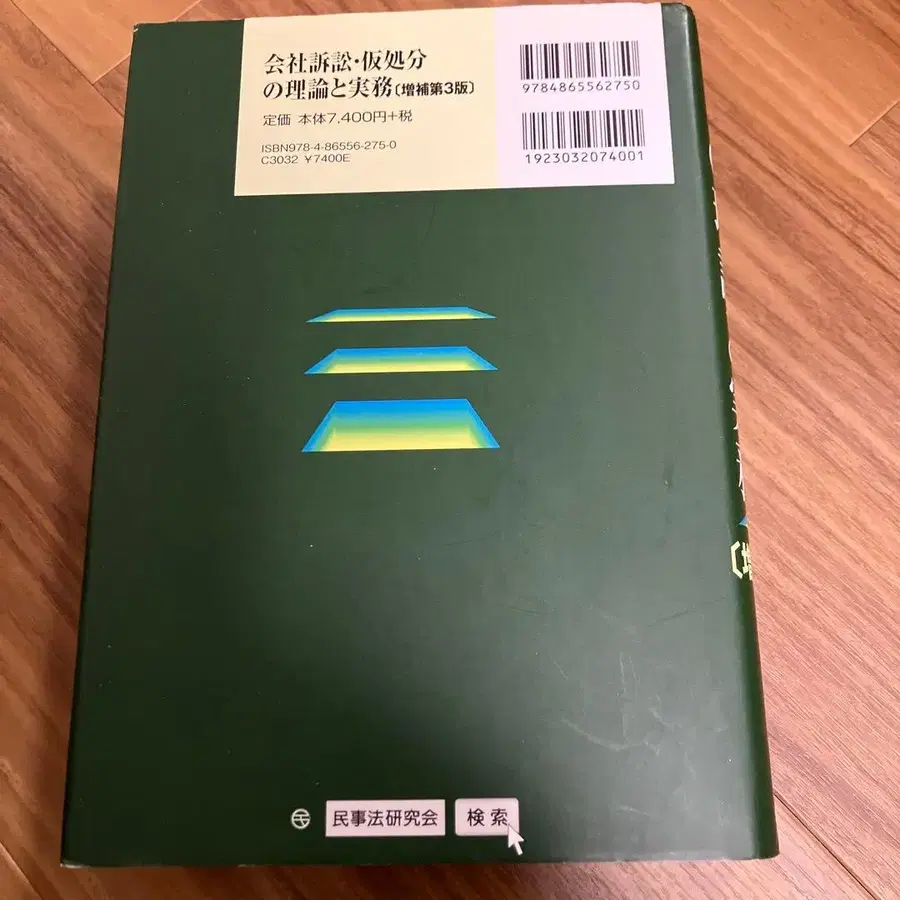 会社訴訟・仮処分
の理論と実務〔増補第3版〕
定価 本体7,400円+税
ISBN978-4-86556-275-0
C3032 ¥7400E
9784865562750
1923032074001
民 民事法研究会 検索
〔増